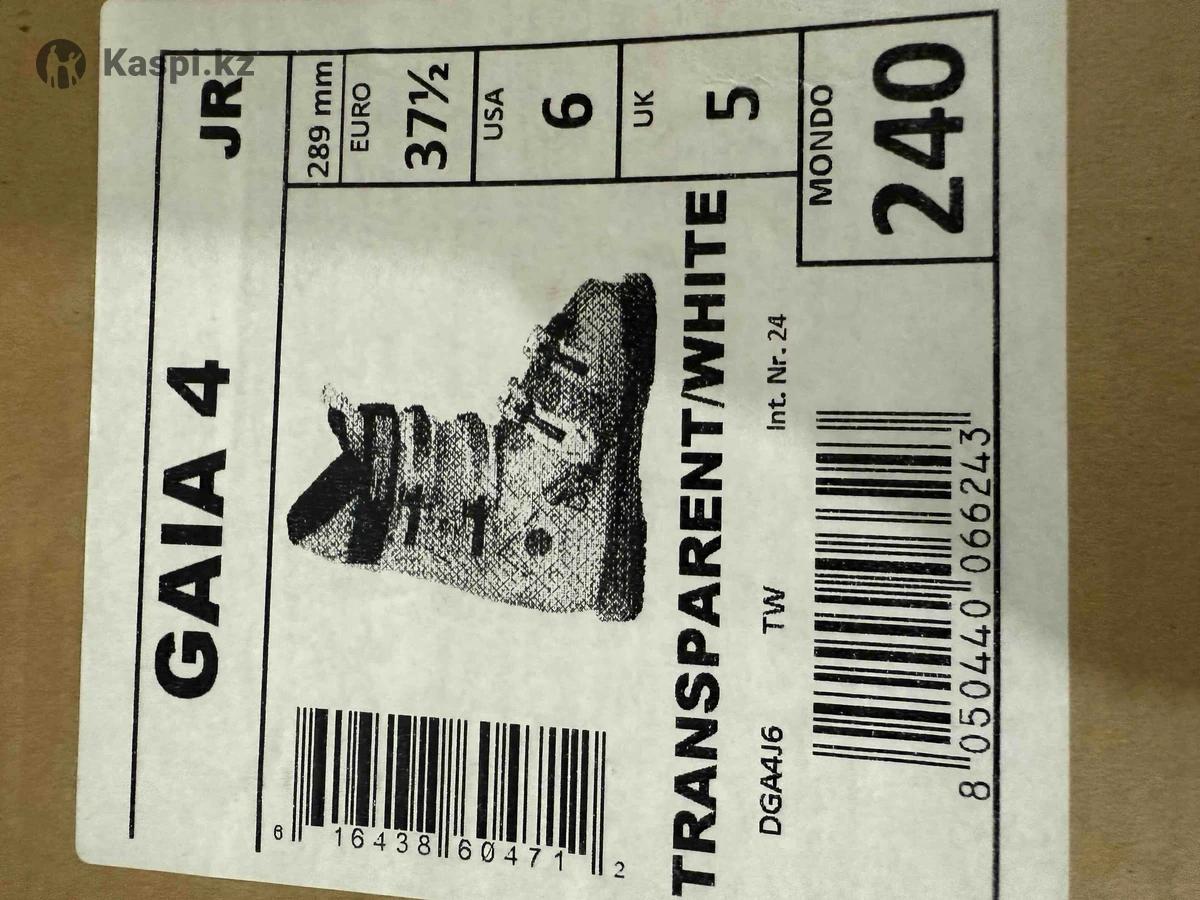 Kaspi.kz
GAIA 4 JR
289 mm
EURO
37½
USA
6
UK
5
MONDO
240
6 16438 60471 2
TRANSPARENT/WHITE
DGA4J6 TW Int. Nr. 24
8 050440 066243